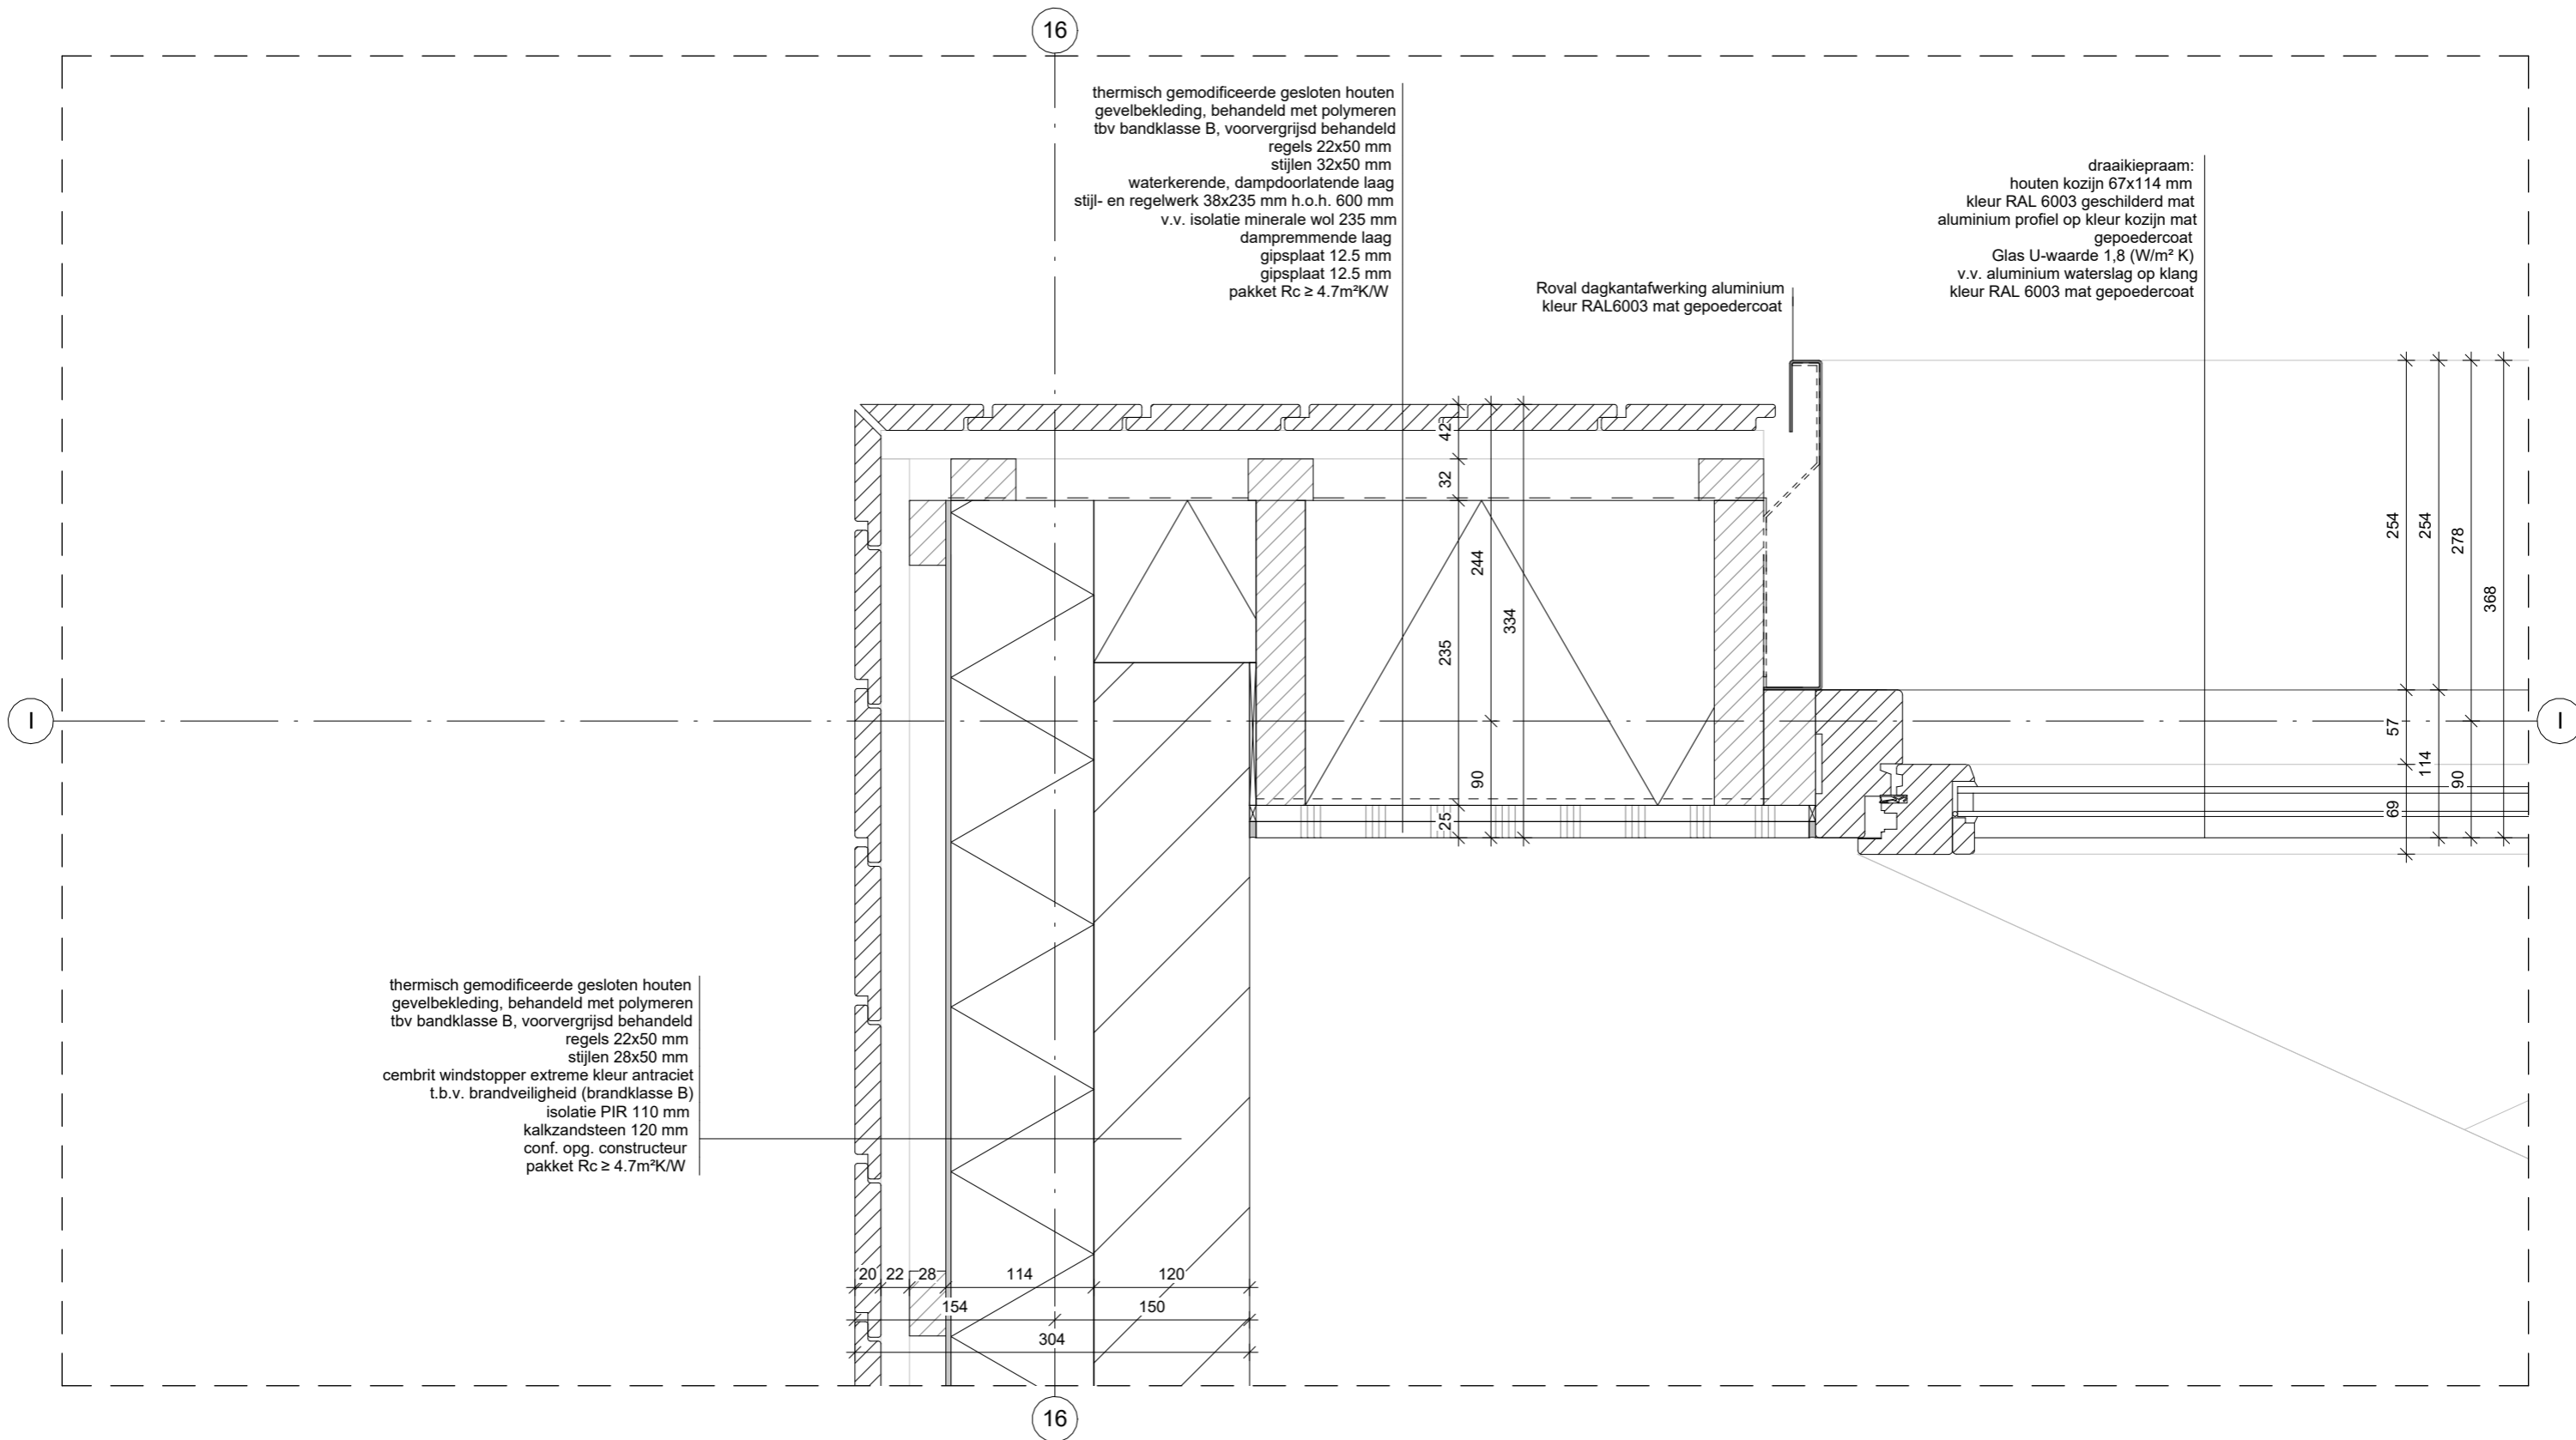 16
thermisch gemodificeerde gesloten houten
gevelbekleding, behandeld met polymeren
tbv bandklasse B, voorvergrijsd behandeld
regels 22x50 mm
stijlen 32x50 mm
waterkerende, dampdoorlatende laag
stijl- en regelwerk 38x235 mm h.o.h. 600 mm
v.v. isolatie minerale wol 235 mm
dampremmende laag
gipsplaat 12.5 mm
gipsplaat 12.5 mm
pakket Rc ≥ 4.7m²K/W
Roval dagkantafwerking aluminium
kleur RAL6003 mat gepoedercoat
draaikiepraam:
houten kozijn 67x114 mm
kleur RAL 6003 geschilderd mat
aluminium profiel op kleur kozijn mat
gepoedercoat
Glas U-waarde 1,8 (W/m² K)
v.v. aluminium waterslag op klang
kleur RAL 6003 mat gepoedercoat
42
32
235
25
244
90
334
254
57
69
254
114
278
90
368
I
I
thermisch gemodificeerde gesloten houten
gevelbekleding, behandeld met polymeren
tbv bandklasse B, voorvergrijsd behandeld
regels 22x50 mm
stijlen 28x50 mm
cembrit windstopper extreme kleur antraciet
t.b.v. brandveiligheid (brandklasse B)
isolatie PIR 110 mm
kalkzandsteen 120 mm
conf. opg. constructeur
pakket Rc ≥ 4.7m²K/W
20 22 28 114 120
154 150
304
16